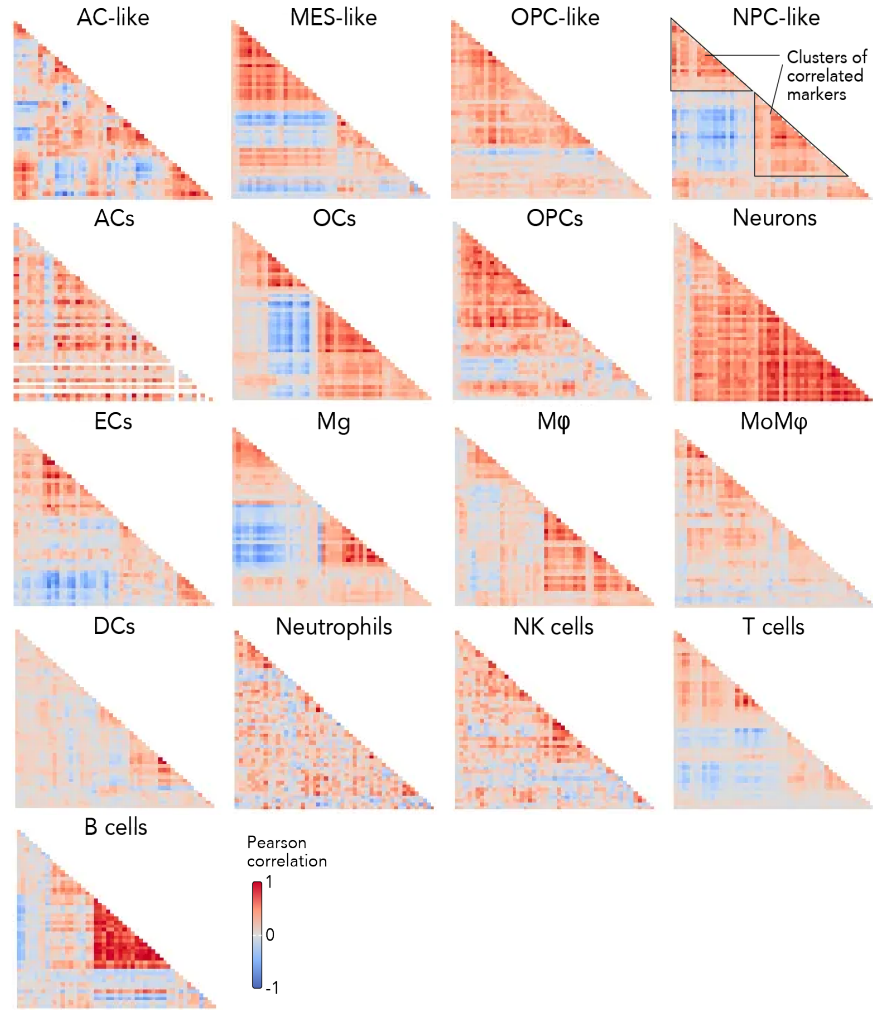 AC-like
MES-like
OPC-like
NPC-like
Clusters of
correlated
markers
ACs
OCs
OPCs
Neurons
ECs
Mg
Mφ
MoMφ
DCs
Neutrophils
NK cells
T cells
B cells
Pearson
correlation
1
0
-1